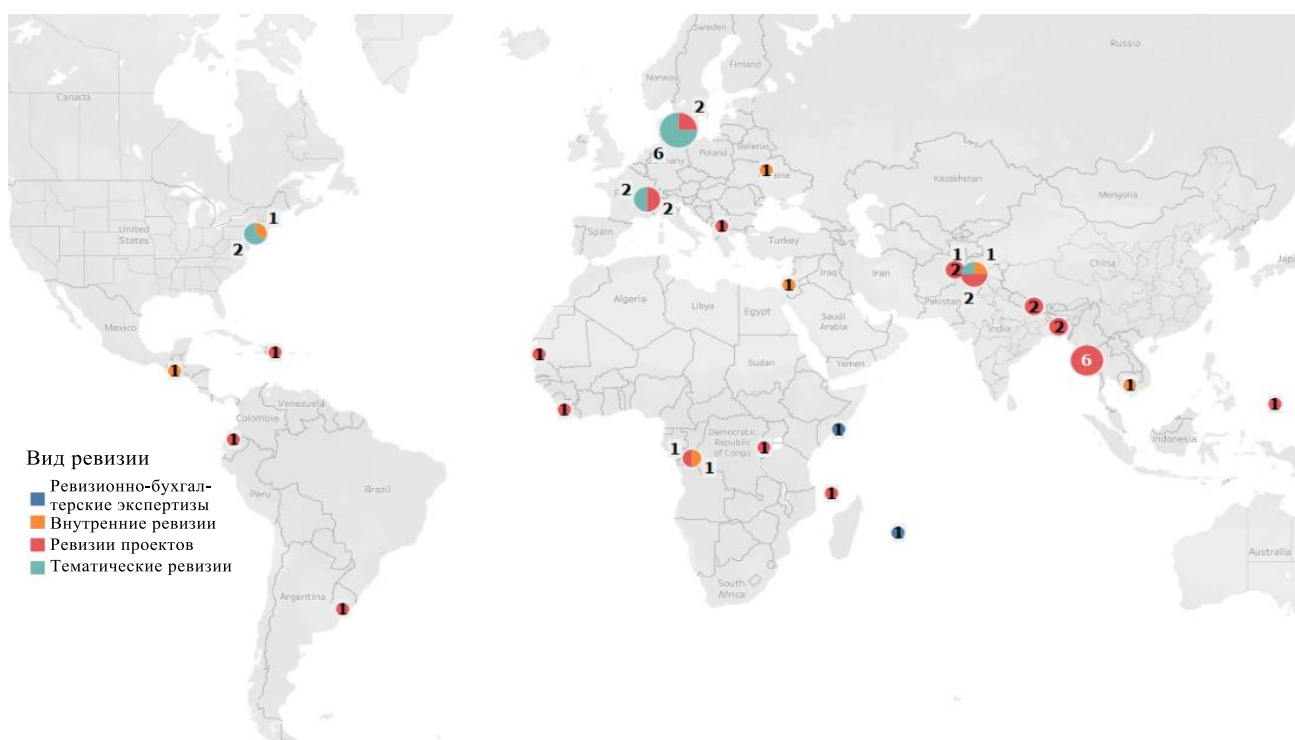 Sweden
Russia
Finland
Norway
Canada
2
Belarus
Poland
6
1
Kazakhstan
Mongolia
2
2
1
United
States
1
2
Spain
Turkey
1
1
2
China
Iraq
Iran
1
2
Pakistan
Algeria
Libya
Egypt
Saudi
Arabia
India
2
2
Mexico
1
1
1
Sudan
Yemen
6
1
Venezuela
Colombia
1
1
1
Democratic
Republic
of Congo
1
1
1
1
Indonesia
1
Peru
Brazil
1
Вид ревизии
Ревизионно-бухгал-
терские экспертизы
Внутренние ревизии
Ревизии проектов
Тематические ревизии
1
Australia
South
Africa
Argentina
1